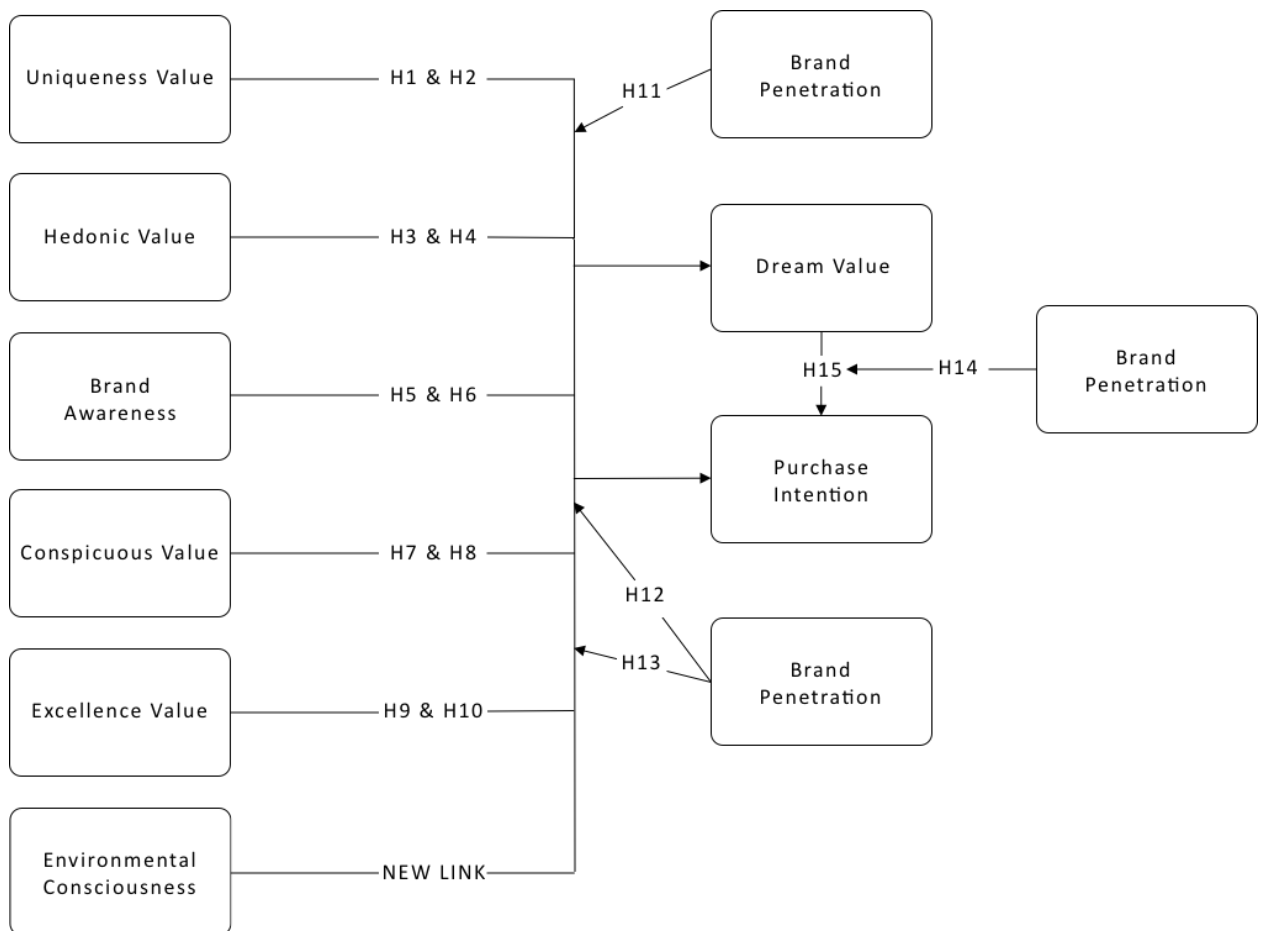 Uniqueness Value
H1 & H2
Brand
Penetration
H11
Hedonic Value
H3 & H4
Dream Value
Brand
Awareness
H5 & H6
H15
H14
Brand
Penetration
Purchase
Intention
Conspicuous Value
H7 & H8
H12
H13
Brand
Penetration
Excellence Value
H9 & H10
Environmental
Consciousness
NEW LINK